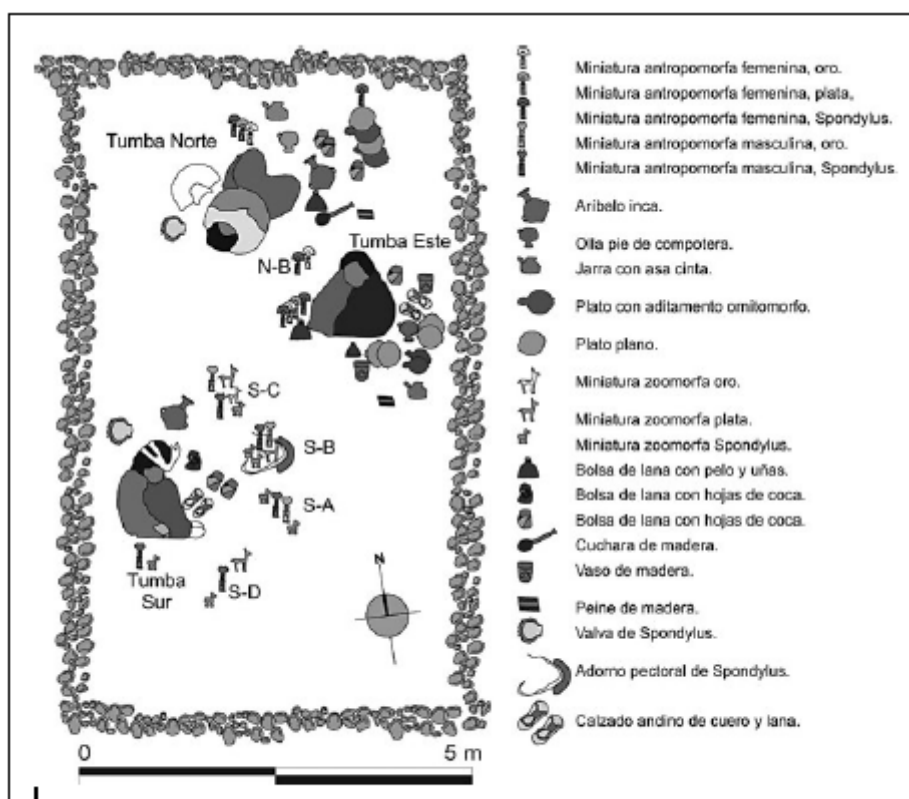 Miniatura antropomorfa femenina, oro.
Miniatura antropomorfa femenina, plata,
Miniatura antropomorfa femenina, Spondylus.
Miniatura antropomorfa masculina, oro.
Miniatura antropomorfa masculina, Spondylus.
Aribalo inca.
Olla pie de compotera.
Jarra con asa cinta.
Plato con aditamento ornitomorfo.
Plato plano.
Miniatura zoomorfa oro.
Miniatura zoomorfa plata.
Miniatura zoomorfa Spondylus.
Bolsa de lana con pelo y uñas.
Bolsa de lana con hojas de coca.
Bolsa de lana con hojas de coca.
Cuchara de madera.
Vaso de madera.
Peine de madera.
Valva de Spondylus.
Adorno pectoral de Spondylus.
Calzado andino de cuero y lana.
Tumba Norte
Tumba Este
N-B
S-C
S-B
S-A
Tumba
Sur
S-D
N
0
5 m